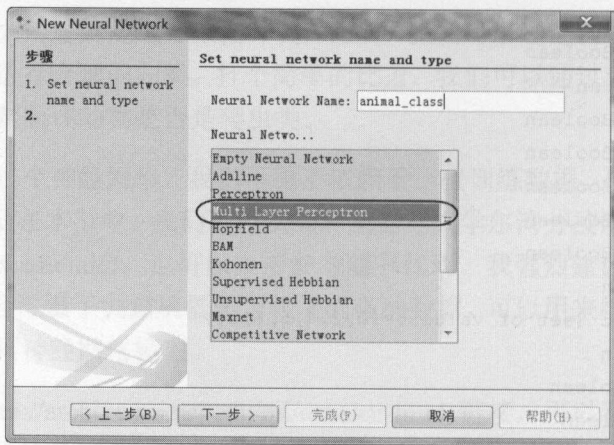 New Neural Network
步骤
1. Set neural network
name and type
2.
Set neural network name and type
Neural Network Name: animal_class
Neural Netwo...
Empty Neural Network
Adaline
Perceptron
Multi Layer Perceptron
Hopfield
BAM
Kohonen
Supervised Hebbian
Unsupervised Hebbian
Maxnet
Competitive Network
< 上一步(B)
下一步 >
完成(F)
取消
帮助(H)